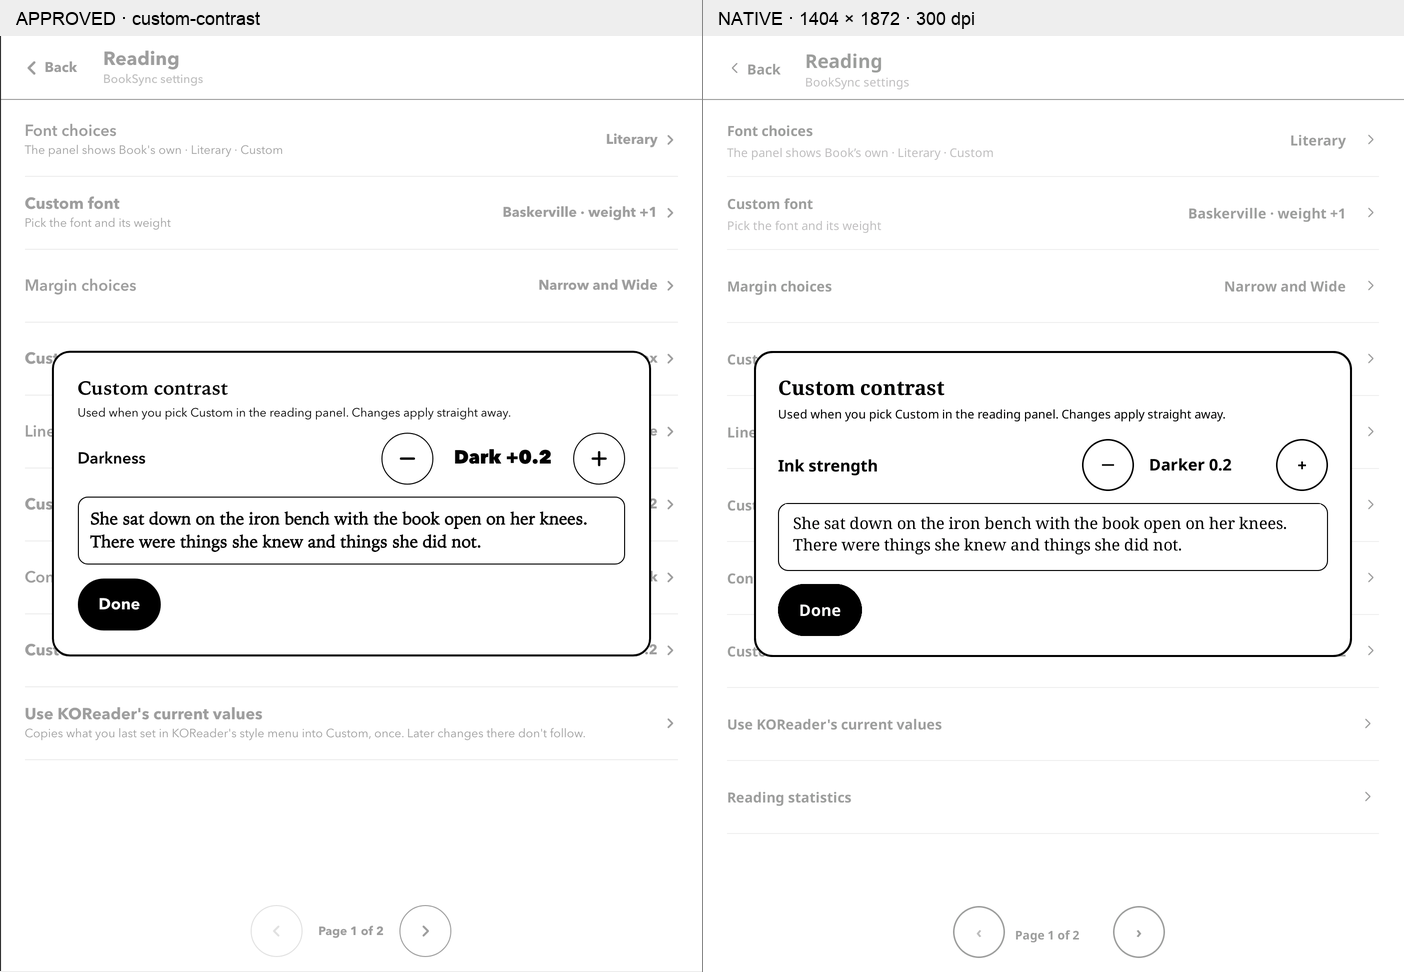 APPROVED · custom-contrast
Back
Reading
BookSync settings
Font choices
The panel shows Book's own · Literary · Custom
Literary
Custom font
Pick the font and its weight
Baskerville · weight +1
Margin choices
Narrow and Wide
Custom contrast
Used when you pick Custom in the reading panel. Changes apply straight away.
Darkness
Dark +0.2
She sat down on the iron bench with the book open on her knees.
There were things she knew and things she did not.
Done
Use KOReader's current values
Copies what you last set in KOReader's style menu into Custom, once. Later changes there don't follow.
Page 1 of 2
NATIVE · 1404 × 1872 · 300 dpi
Back
Reading
BookSync settings
Font choices
The panel shows Book's own · Literary · Custom
Literary
Custom font
Pick the font and its weight
Baskerville · weight +1
Margin choices
Narrow and Wide
Custom contrast
Used when you pick Custom in the reading panel. Changes apply straight away.
Ink strength
Darker 0.2
She sat down on the iron bench with the book open on her knees.
There were things she knew and things she did not.
Done
Use KOReader's current values
Reading statistics
Page 1 of 2